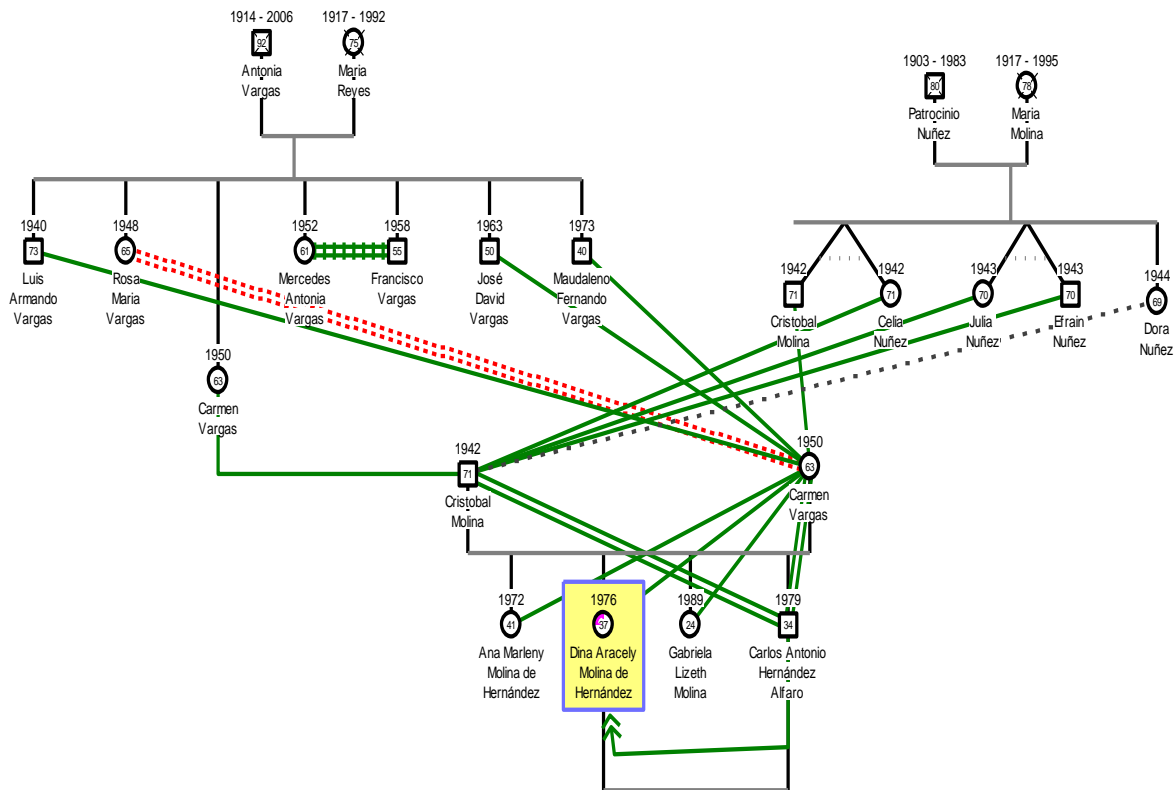 1914 - 2006
92
Antonia
Vargas
1917 - 1992
75
Maria
Reyes
1903 - 1983
80
Patrocinio
Nuñez
1917 - 1995
78
Maria
Molina
1940
73
Luis
Armando
Vargas
1948
65
Rosa
Maria
Vargas
1952
61
Mercedes
Antonia
Vargas
1958
55
Francisco
Vargas
1963
50
José
David
Vargas
1973
40
Maudaleno
Fernando
Vargas
1942
71
Cristobal
Molina
1942
71
Celia
Nuñez
1943
70
Julia
Nuñez
1943
70
Efrain
Nuñez
1944
69
Dora
Nuñez
1950
63
Carmen
Vargas
1942
71
Cristobal
Molina
1950
63
Carmen
Vargas
1972
41
Ana Marleny
Molina de
Hernández
1976
37
Dina Aracely
Molina de
Hernández
1989
24
Gabriela
Lizeth
Molina
1979
34
Carlos Antonio
Hernández
Alfaro